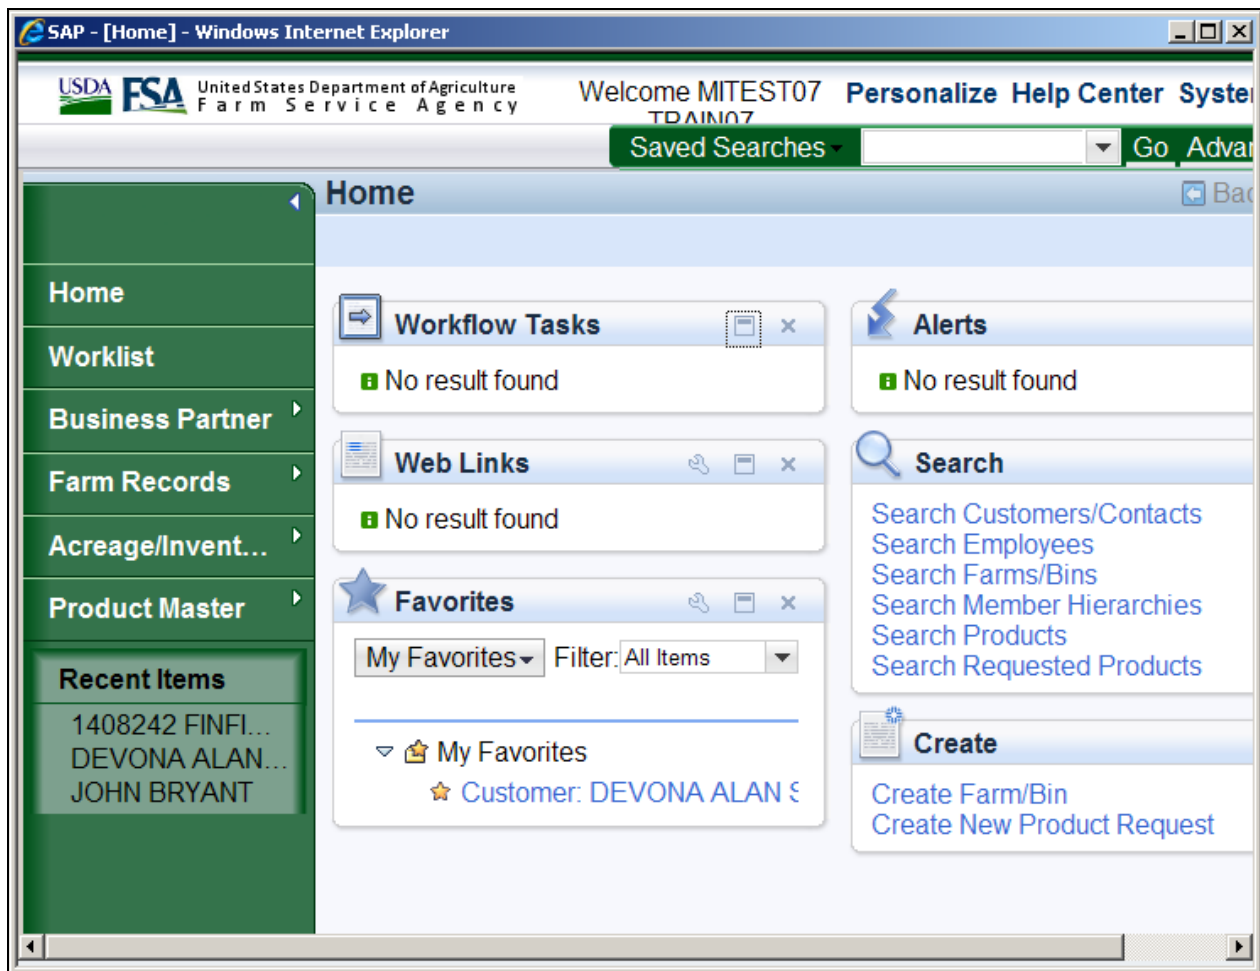 SAP - [Home] - Windows Internet Explorer
USDA FSA United States Department of Agriculture
Farm Service Agency
Welcome MITEST07
TRAIN07
Personalize Help Center Syste
Saved Searches Go Advar
Home
Bac
Home
Worklist
Business Partner
Farm Records
Acreage/Invent...
Product Master
Recent Items
1408242 FINFI...
DEVONA ALAN...
JOHN BRYANT
Workflow Tasks
No result found
Web Links
No result found
Favorites
My Favorites Filter: All Items
My Favorites
Customer: DEVONA ALAN S
Alerts
No result found
Search
Search Customers/Contacts
Search Employees
Search Farms/Bins
Search Member Hierarchies
Search Products
Search Requested Products
Create
Create Farm/Bin
Create New Product Request